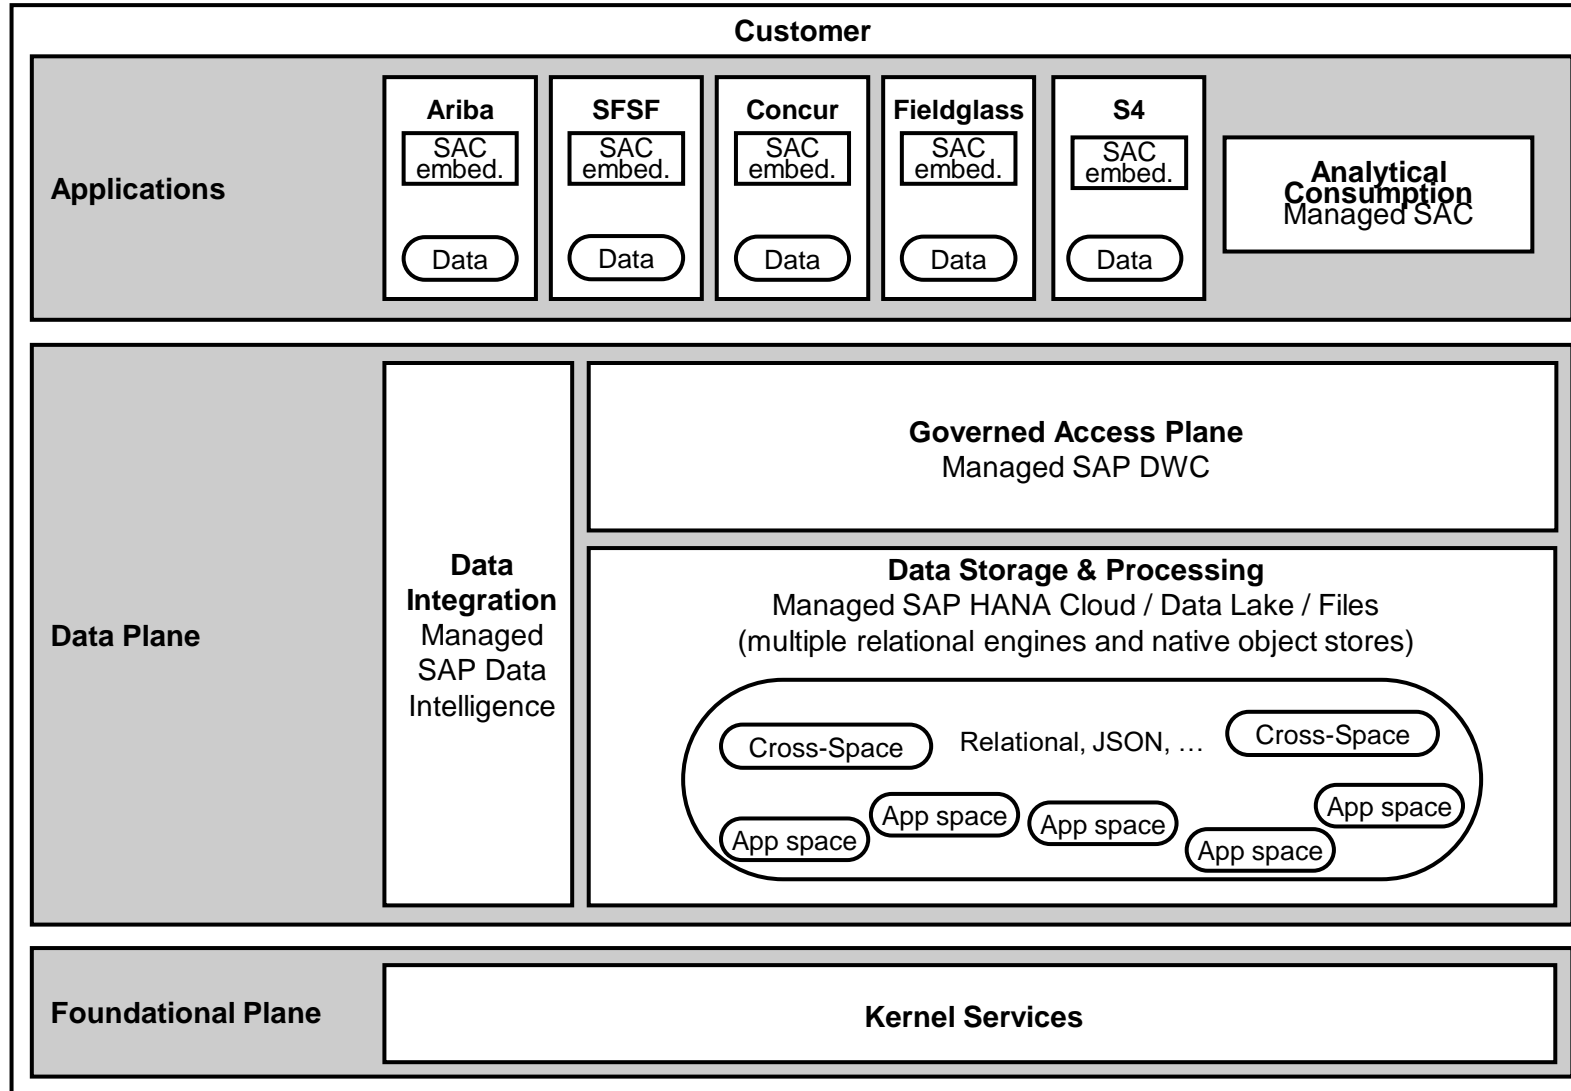 Customer
Applications
Ariba
SAC
embed.
Data
SFSF
SAC
embed.
Data
Concur
SAC
embed.
Data
Fieldglass
SAC
embed.
Data
S4
SAC
embed.
Data
Analytical
Consumption
Managed SAC
Data Plane
Data
Integration
Managed
SAP Data
Intelligence
Governed Access Plane
Managed SAP DWC
Data Storage & Processing
Managed SAP HANA Cloud / Data Lake / Files
(multiple relational engines and native object stores)
Cross-Space
Relational, JSON, …
Cross-Space
App space
App space
App space
App space
App space
Foundational Plane
Kernel Services